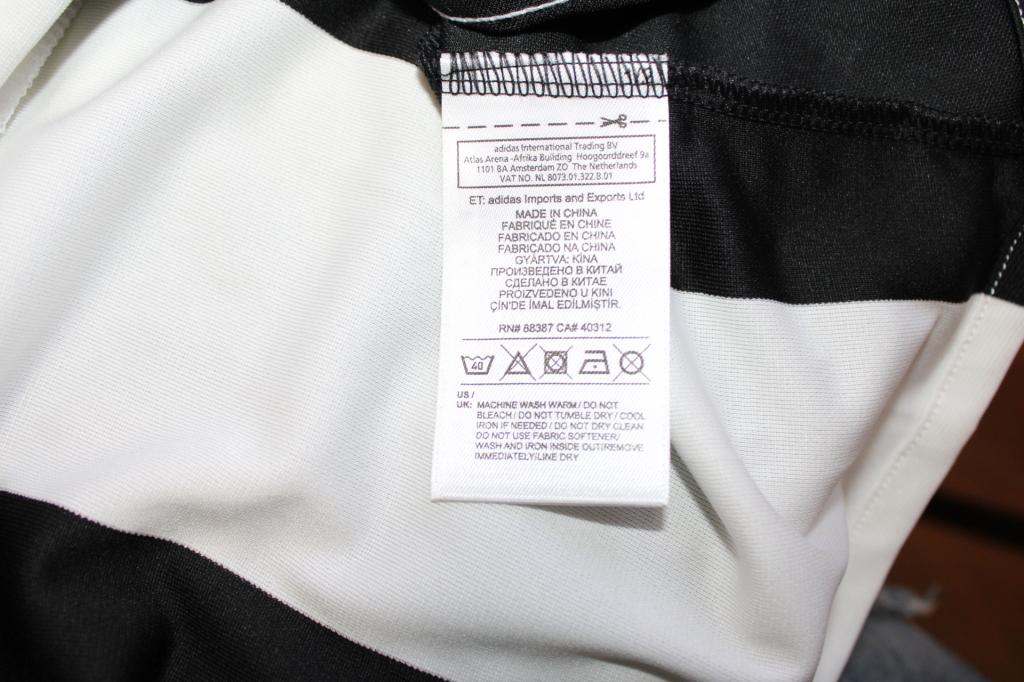 adidas International Trading BV
Atlas Arena -Afrika Building Hoogoorddreef 9a
1101 BA Amsterdam ZO The Netherlands
VAT NO. NL 8073.01.322.B.01
ET: adidas Imports and Exports Ltd
MADE IN CHINA
FABRIQUÉ EN CHINE
FABRICADO EN CHINA
FABRICADO NA CHINA
GYÁRTVA: KÍNA
ПРОИЗВЕДЕНО В КИТАЙ
СДЕЛАНО В КИТАЕ
PROIZVEDENO U KINI
ÇİN'DE İMAL EDİLMİŞTİR.
RN# 88387 CA# 40312
40
US /
UK: MACHINE WASH WARM / DO NOT
BLEACH / DO NOT TUMBLE DRY / COOL
IRON IF NEEDED / DO NOT DRY CLEAN
DO NOT USE FABRIC SOFTENER/
WASH AND IRON INSIDE OUT/REMOVE
IMMEDIATELY/LINE DRY